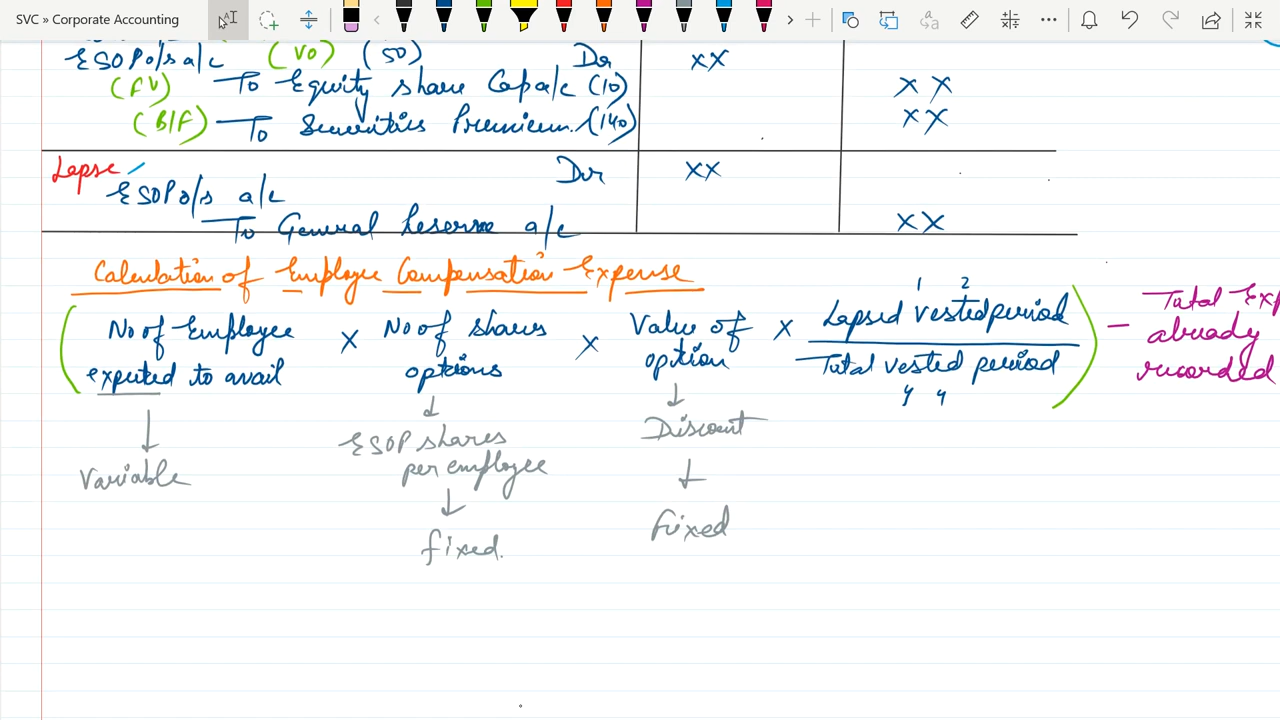 SVC » Corporate Accounting
ESOP o/s a/c (VO) (50) Dr XX
(FV) To Equity share Cap a/c (10) XX
(B/F) To Securities Premium (140) XX
Lapse
ESOP o/s a/c Dr XX
To General Reserve a/c XX
Calculation of Employee Compensation Expense
(No of Employee expected to avail × No of shares options × Value of option × Lapsed vested period / Total vested period) – Total Exp already recorded
1 2
4 4
Variable
ESOP shares
per employee
fixed.
Discount
Fixed